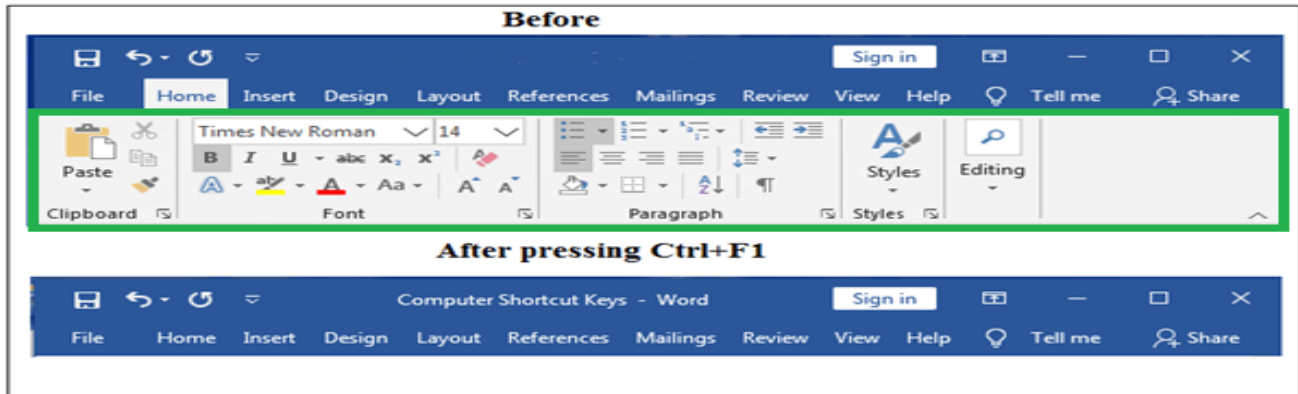 Before
Sign in
File Home Insert Design Layout References Mailings Review View Help Tell me Share
Times New Roman 14
B I U abc x₂ x²
Paste
A ab A Aa A A
A
Z
¶
Styles
Editing
Clipboard Font Paragraph Styles
After pressing Ctrl+F1
Computer Shortcut Keys - Word Sign in
File Home Insert Design Layout References Mailings Review View Help Tell me Share